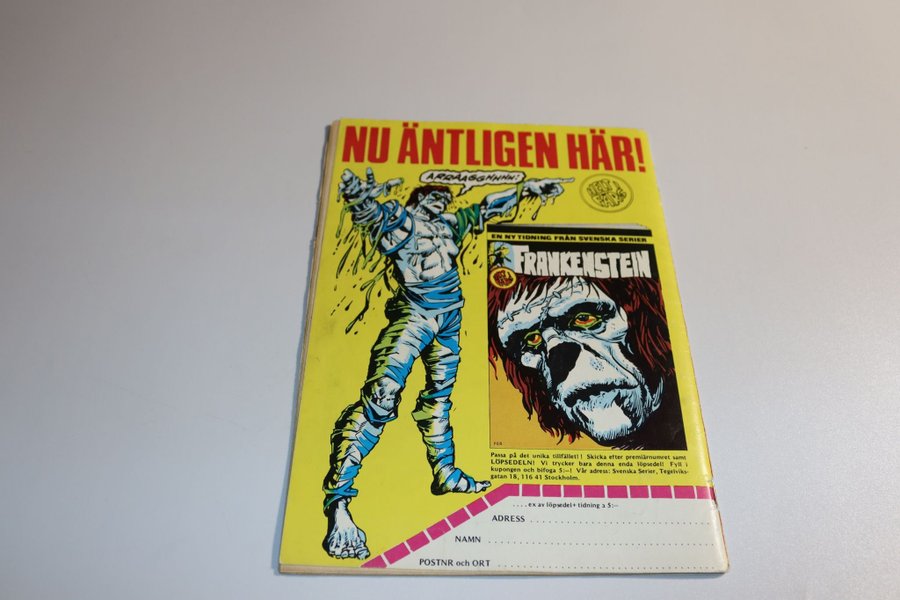 NU ÄNTLIGEN HÄR!
ARRRAAGGHHHH!
EN NY TIDNING FRÅN SVENSKA SERIER
FRANKENSTEIN
Passa på det unika tillfället!! Skicka efter premiärnumret samt
LÖPSEDELN! Vi trycker bara denna enda löpsedel! Fyll i
kupongen och bifoga 5:—! Vår adress: Svenska Serier, Tegelviks-
gatan 18, 116 41 Stockholm.
....ex av löpsedel+ tidning a 5:—
ADRESS
NAMN
POSTNR och ORT